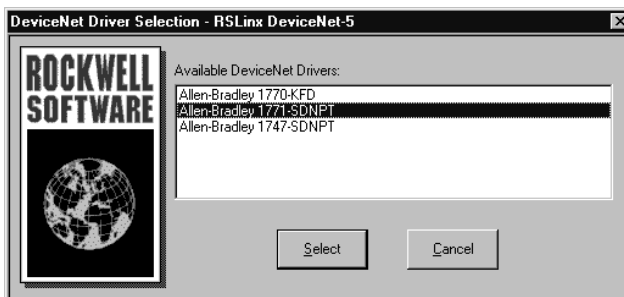 DeviceNet Driver Selection - RSLinx DeviceNet-5
ROCKWELL
SOFTWARE
Available DeviceNet Drivers:
Allen-Bradley 1770-KFD
Allen-Bradley 1771-SDNPT
Allen-Bradley 1747-SDNPT
Select
Cancel